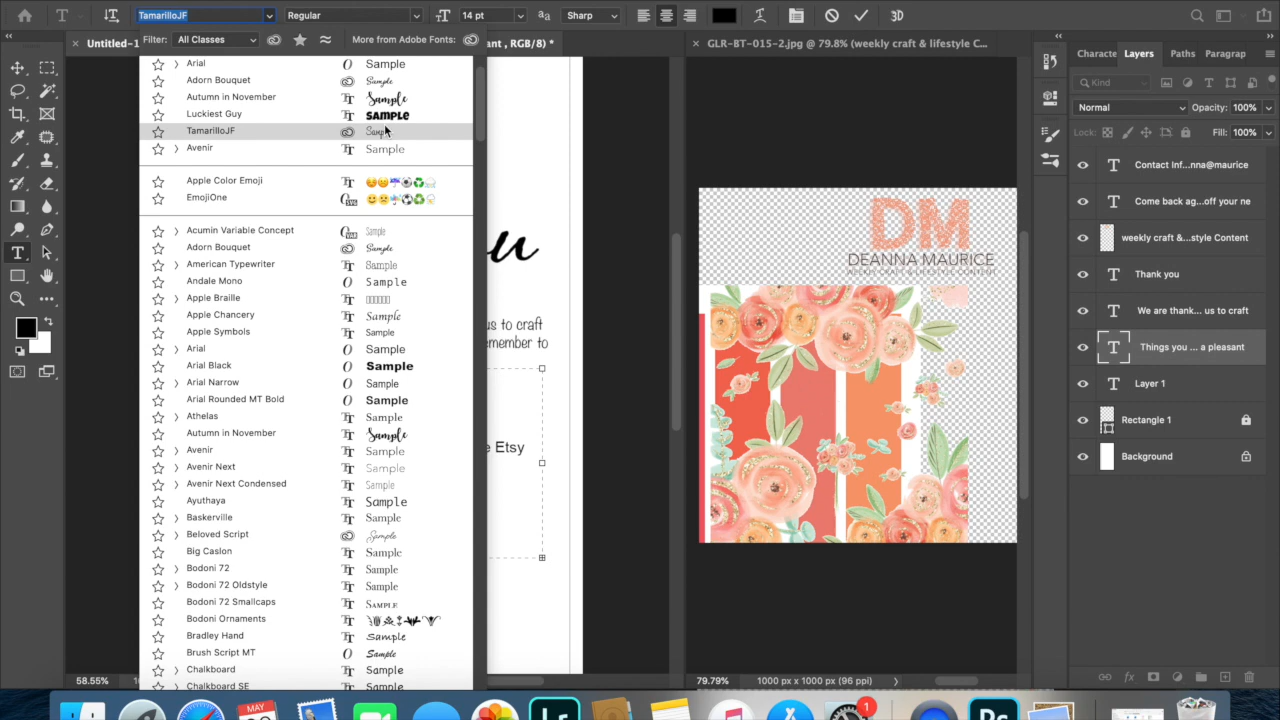 TamarilloJF Regular 14 pt Sharp 3D
Filter: All Classes More from Adobe Fonts:
Untitled-1 ant , RGB/8) *
GLR-BT-015-2.jpg @ 79.8% (weekly craft & lifestyle C...
Arial Sample
Adorn Bouquet Sample
Autumn in November Sample
Luckiest Guy SAMPLE
TamarilloJF Sample
Avenir Sample
Apple Color Emoji
EmojiOne
Acumin Variable Concept Sample
Adorn Bouquet Sample
American Typewriter Sample
Andale Mono Sample
Apple Braille
Apple Chancery Sample
Apple Symbols Sample
Arial Sample
Arial Black Sample
Arial Narrow Sample
Arial Rounded MT Bold Sample
Athelas Sample
Autumn in November Sample
Avenir Sample
Avenir Next Sample
Avenir Next Condensed Sample
Ayuthaya Sample
Baskerville Sample
Beloved Script Sample
Big Caslon Sample
Bodoni 72 Sample
Bodoni 72 Oldstyle Sample
Bodoni 72 Smallcaps Sample
Bodoni Ornaments
Bradley Hand Sample
Brush Script MT Sample
Chalkboard Sample
Chalkboard SE Sample
u
us to craft
emember to
e Etsy
58.55%
DM
DEANNA MAURICE
WEEKLY CRAFT & LIFESTYLE CONTENT
79.79% 1000 px x 1000 px (96 ppi)
Characte Layers Paths Paragrap
Kind
Normal Opacity: 100%
Lock: Fill: 100%
Contact Inf...nna@maurice
Come back ag...off your ne
weekly craft &...style Content
Thank you
We are thank... us to craft
Things you ... a pleasant
Layer 1
Rectangle 1
Background
MAY
1
Lr
Ps